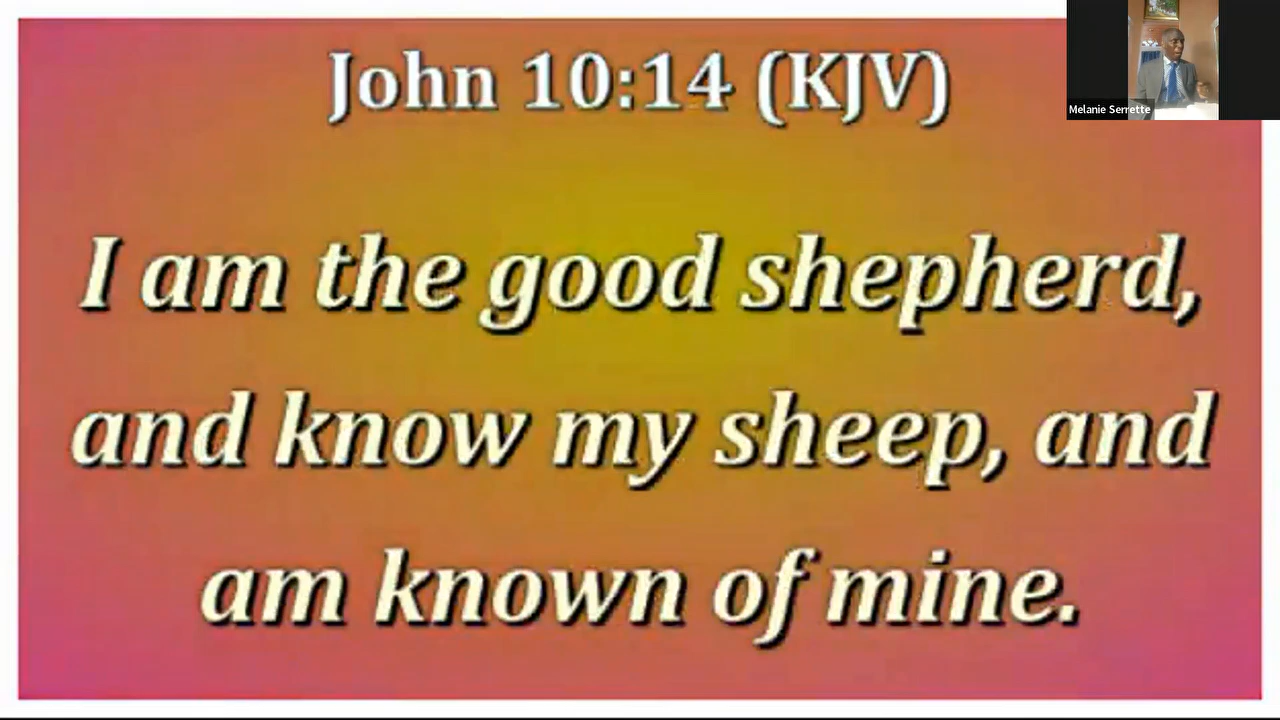 John 10:14 (KJV)
Melanie Serrette
I am the good shepherd,
and know my sheep, and
am known of mine.